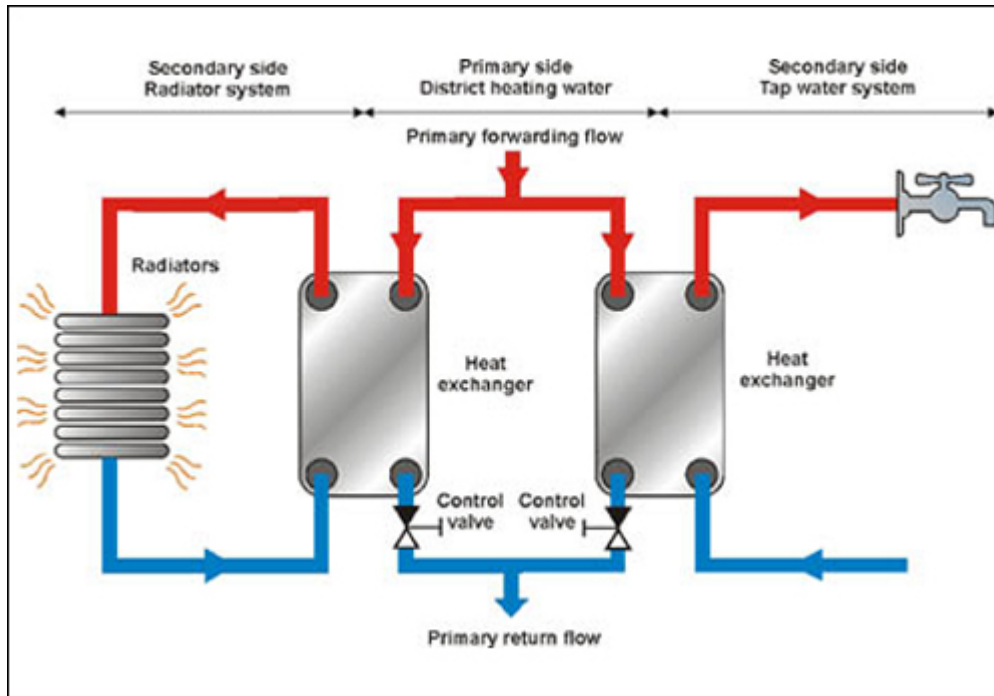 Secondary side
Radiator system
Primary side
District heating water
Secondary side
Tap water system
Primary forwarding flow
Radiators
Heat
exchanger
Heat
exchanger
Control
valve
Control
valve
Primary return flow